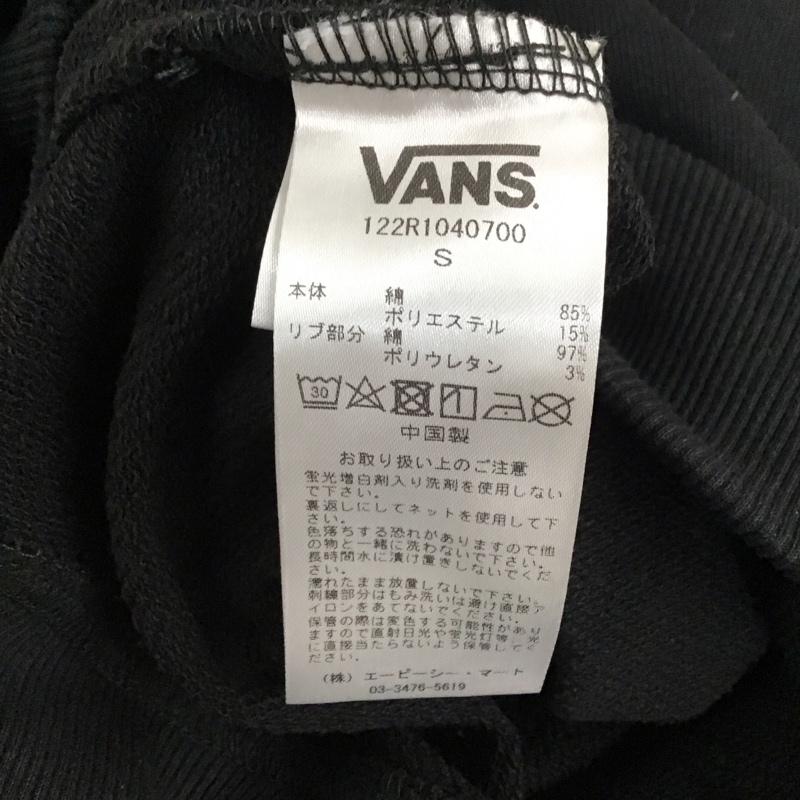 VANS.
122R1040700
S
本体 綿 85%
ポリエステル 15%
リブ部分 綿 97%
ポリウレタン 3%
30
中国製
お取り扱い上のご注意
蛍光増白剤入り洗剤を使用しない
で下さい。
裏返しにしてネットを使用して下
さい。
色落ちする恐れがありますので他
の物と一緒に洗わないで下さい。
長時間水に漬け置きしないでくだ
さい。
濡れたまま放置しないで下さい。
刺繍部分はもみ洗いは避け直接ア
イロンをあてないでください。
保管の際は変色する可能性があり
ますので直射日光や蛍光灯等、光
に直接当たらないよう保管してく
ださい。
(株) エービーシー・マート
03-3476-5619